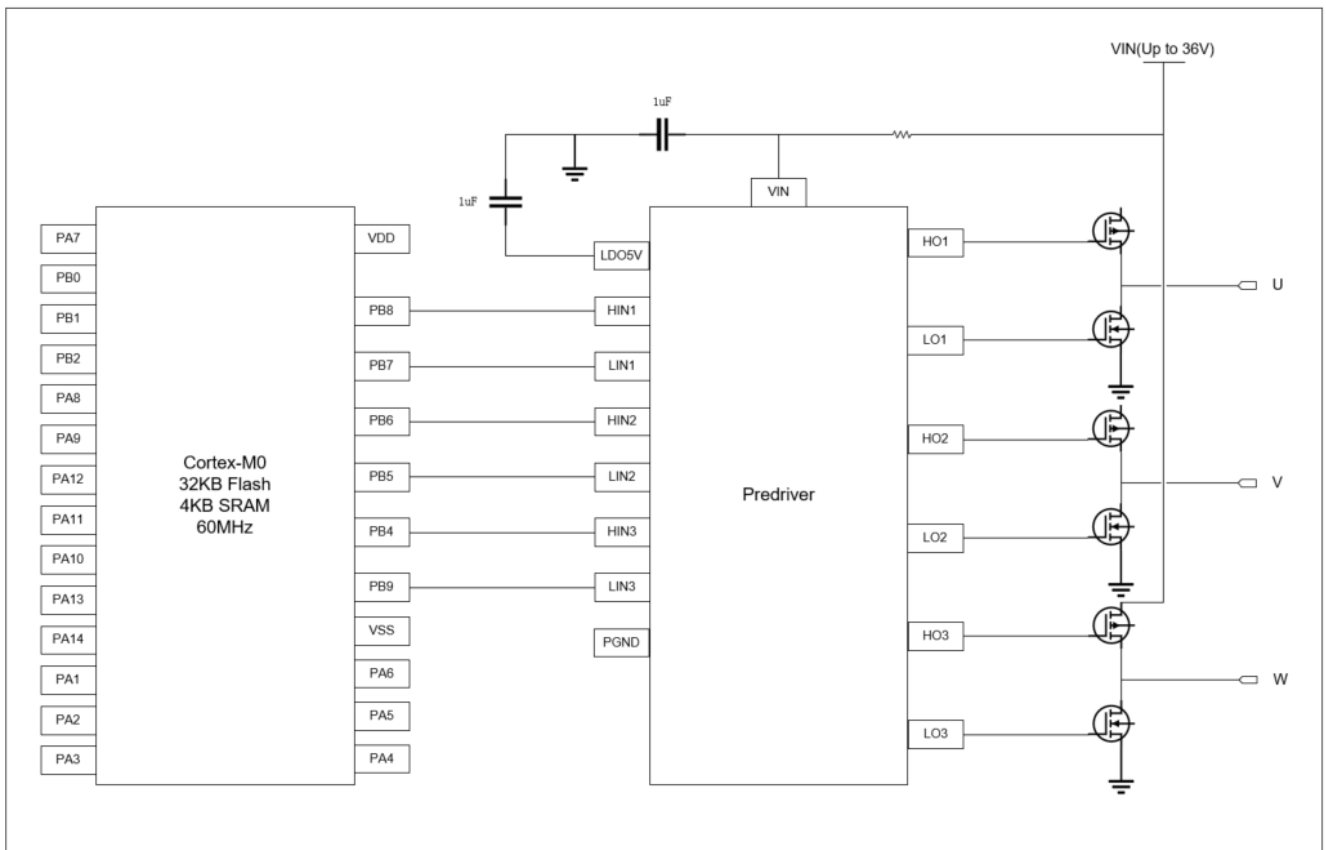 VIN(Up to 36V)
1uF
1uF
VIN
PA7
PB0
PB1
PB2
PA8
PA9
PA12
PA11
PA10
PA13
PA14
PA1
PA2
PA3
Cortex-M0
32KB Flash
4KB SRAM
60MHz
VDD
PB8
PB7
PB6
PB5
PB4
PB9
VSS
PA6
PA5
PA4
LDO5V
HIN1
LIN1
HIN2
LIN2
HIN3
LIN3
PGND
Predriver
HO1
LO1
HO2
LO2
HO3
LO3
U
V
W